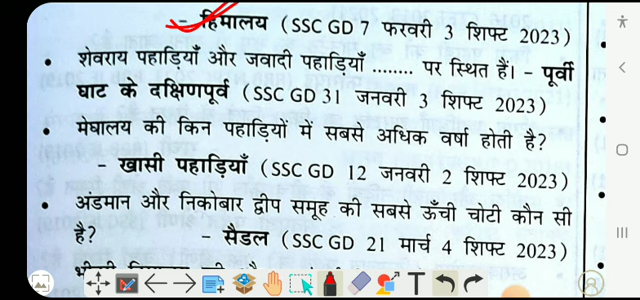 - हिमालय (SSC GD 7 फरवरी 3 शिफ्ट 2023)
• शेवराय पहाड़ियाँ और जवादी पहाड़ियाँ ........ पर स्थित हैं। - पूर्वी
घाट के दक्षिणपूर्व (SSC GD 31 जनवरी 3 शिफ्ट 2023)
• मेघालय की किन पहाड़ियों में सबसे अधिक वर्षा होती है?
- खासी पहाड़ियाँ (SSC GD 12 जनवरी 2 शिफ्ट 2023)
• अंडमान और निकोबार द्वीप समूह की सबसे ऊँची चोटी कौन सी
है? सैडल (SSC GD 21 मार्च 4 शिफ्ट 2023)